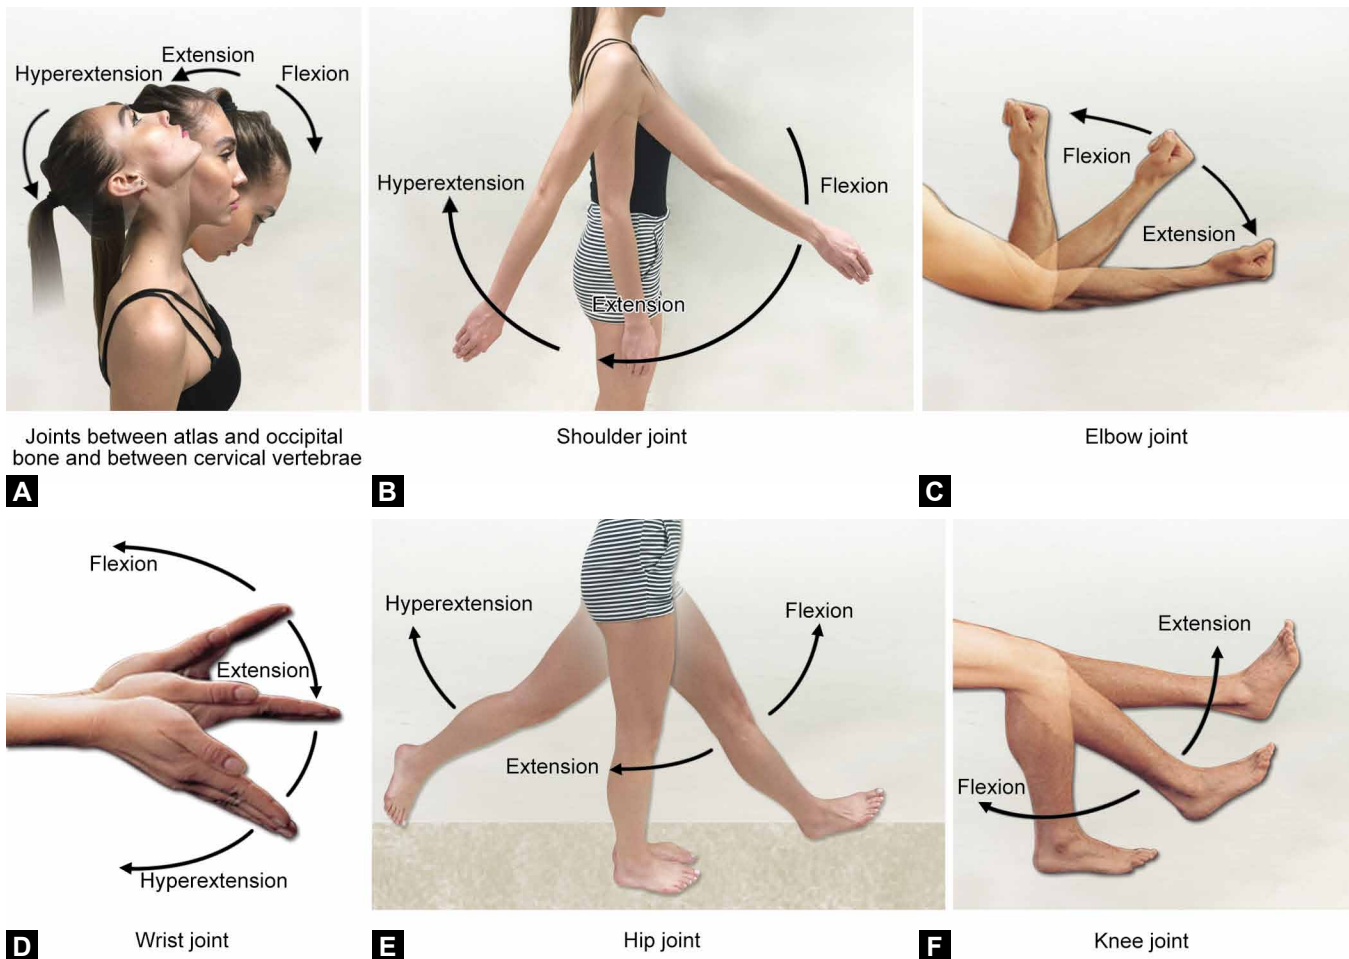 Extension
Hyperextension
Flexion
Joints between atlas and occipital
bone and between cervical vertebrae
A
Hyperextension
Flexion
Extension
Shoulder joint
B
Flexion
Extension
Elbow joint
C
Flexion
Extension
Hyperextension
Wrist joint
D
Hyperextension
Flexion
Extension
Hip joint
E
Extension
Flexion
Knee joint
F